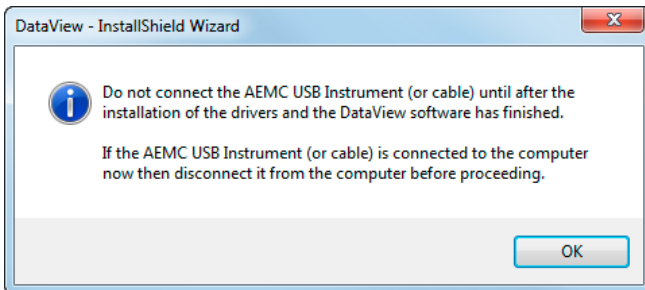 DataView - InstallShield Wizard
Do not connect the AEMC USB Instrument (or cable) until after the
installation of the drivers and the DataView software has finished.
If the AEMC USB Instrument (or cable) is connected to the computer
now then disconnect it from the computer before proceeding.
OK